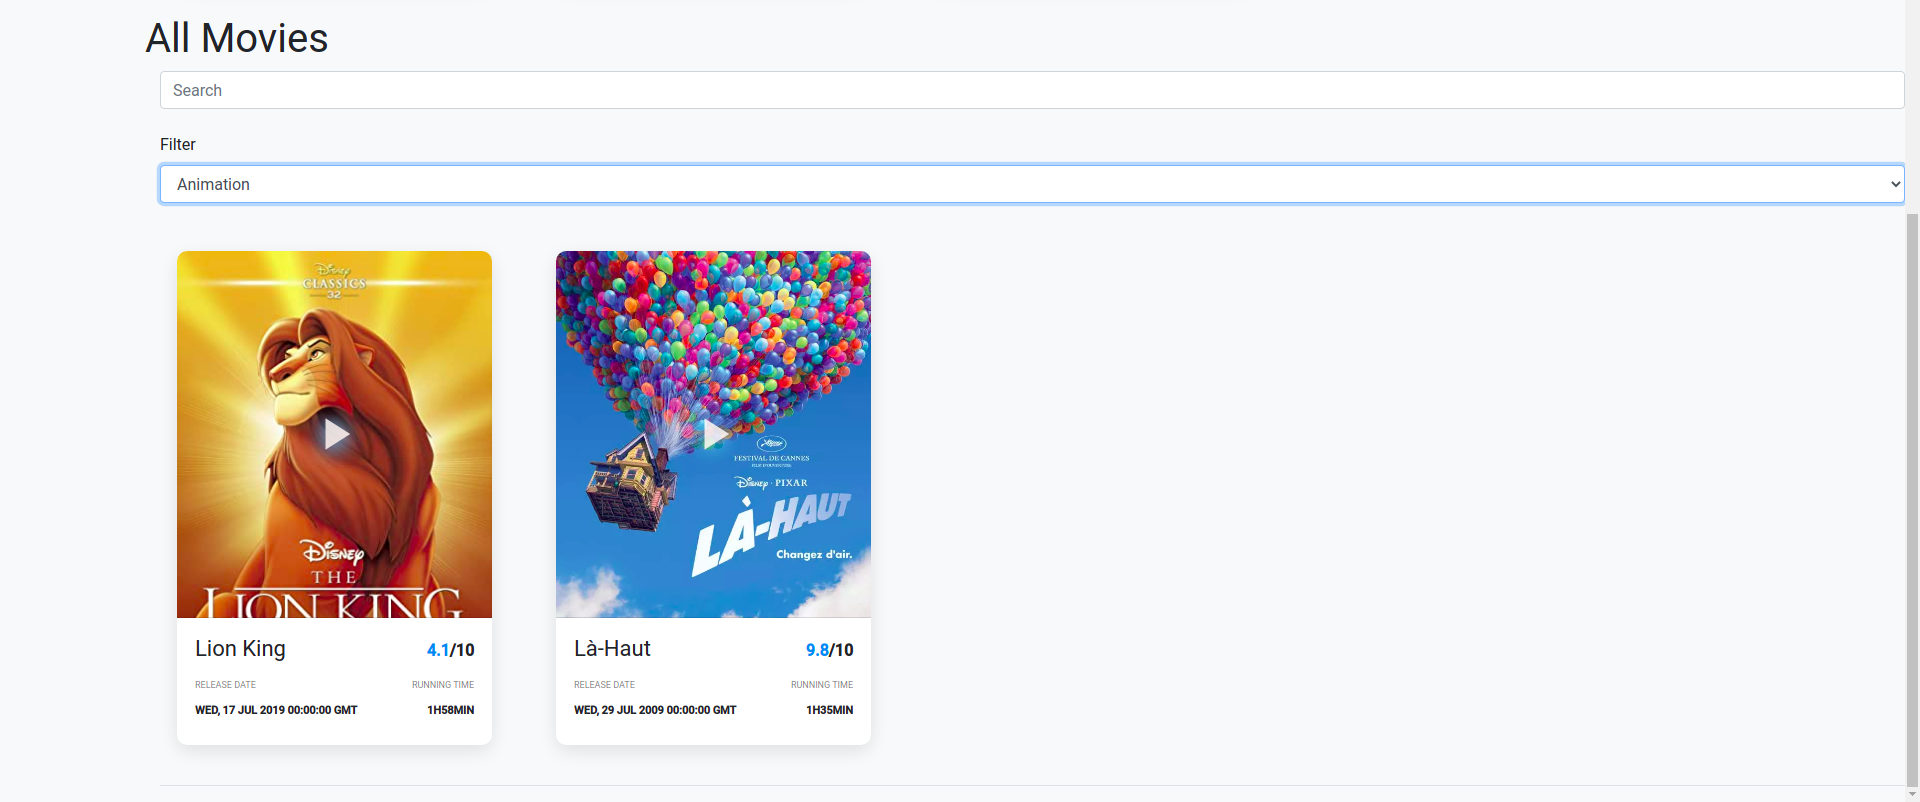 All Movies
Search
Filter
Animation
Disney
CLASSICS
32
DISNEY
THE
LION KING
FESTIVAL DE CANNES
Disney · PIXAR
LÀ-HAUT
Changez d'air.
Lion King 4.1/10
RELEASE DATE RUNNING TIME
WED, 17 JUL 2019 00:00:00 GMT 1H58MIN
Là-Haut 9.8/10
RELEASE DATE RUNNING TIME
WED, 29 JUL 2009 00:00:00 GMT 1H35MIN